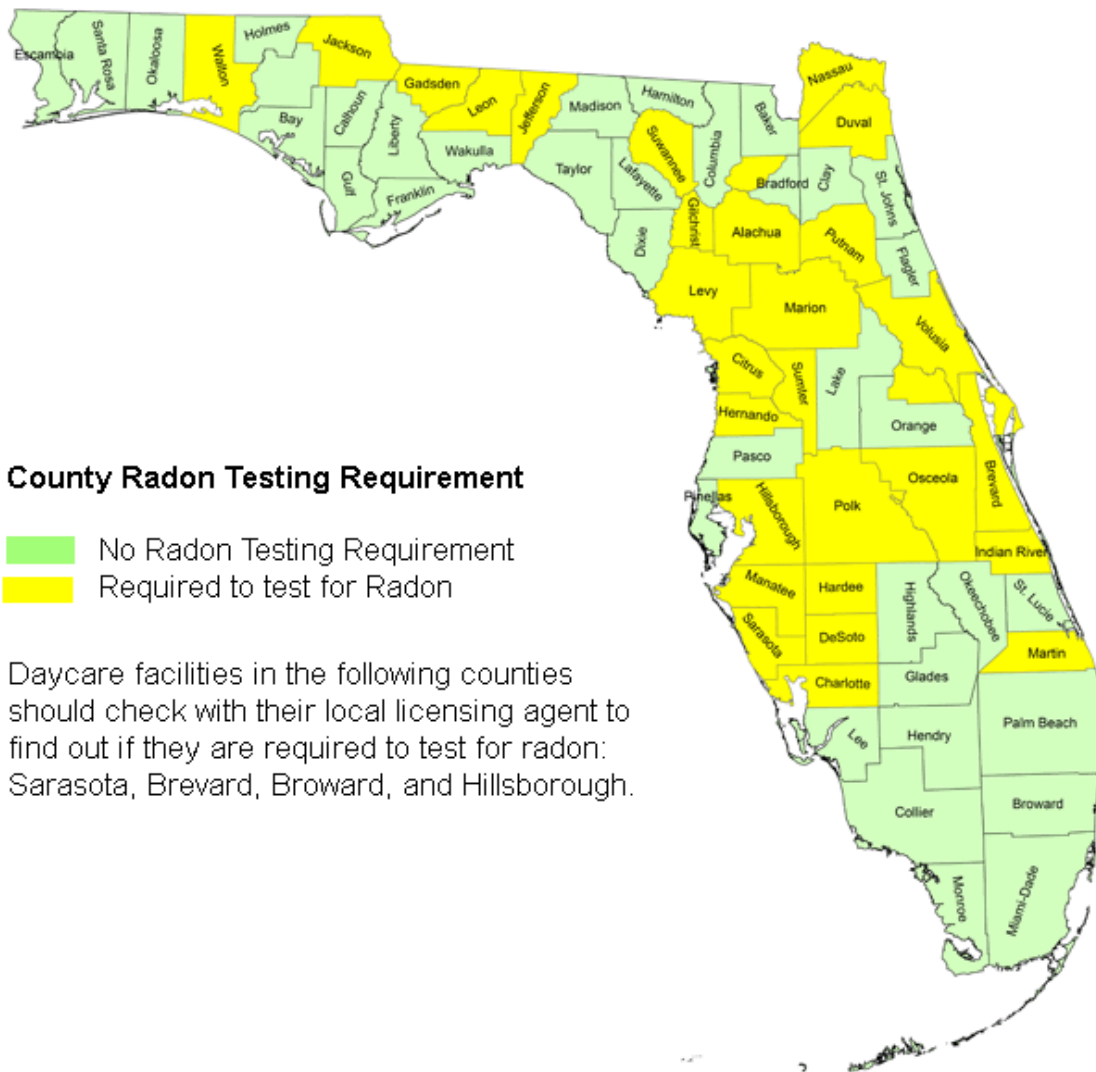 Escambia
Santa Rosa
Okaloosa
Walton
Holmes
Jackson
Bay
Calhoun
Gulf
Liberty
Franklin
Gadsden
Leon
Wakulla
Jefferson
Madison
Taylor
Hamilton
Suwannee
Lafayette
Dixie
Columbia
Gilchrist
Baker
Bradford
Alachua
Nassau
Duval
Clay
St. Johns
Putnam
Flagler
Levy
Marion
Volusia
Citrus
Sumter
Lake
Hernando
Orange
Pasco
Pinellas
Hillsborough
Polk
Osceola
Brevard
Indian River
Manatee
Hardee
Highlands
Okeechobee
St. Lucie
Sarasota
DeSoto
Martin
Charlotte
Glades
Lee
Hendry
Palm Beach
Collier
Broward
Monroe
Miami-Dade
County Radon Testing Requirement
No Radon Testing Requirement
Required to test for Radon
Daycare facilities in the following counties
should check with their local licensing agent to
find out if they are required to test for radon:
Sarasota, Brevard, Broward, and Hillsborough.